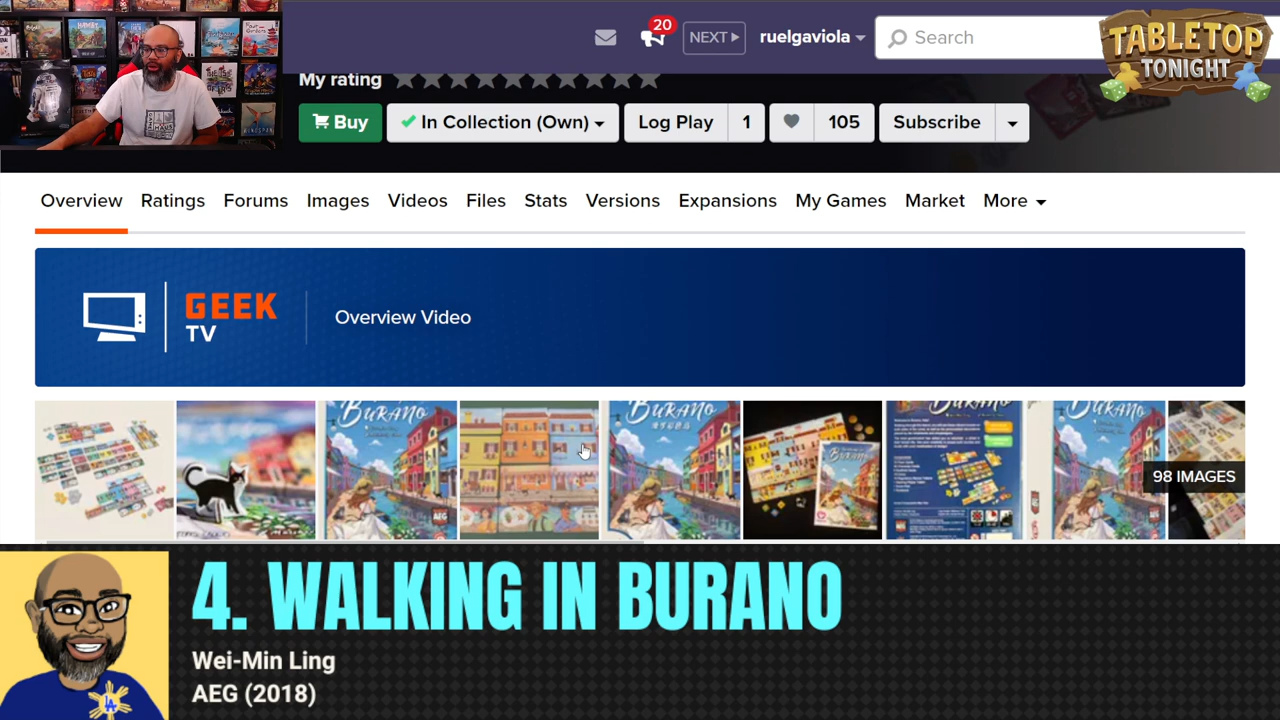 20
NEXT
ruelgaviola
Search
TABLETOP
TONIGHT
My rating
Buy
In Collection (Own)
Log Play
1
105
Subscribe
Overview
Ratings
Forums
Images
Videos
Files
Stats
Versions
Expansions
My Games
Market
More
GEEK
TV
Overview Video
BURANO
BURANO
BURANO
BURANO
AEG
98 IMAGES
4. WALKING IN BURANO
Wei-Min Ling
AEG (2018)